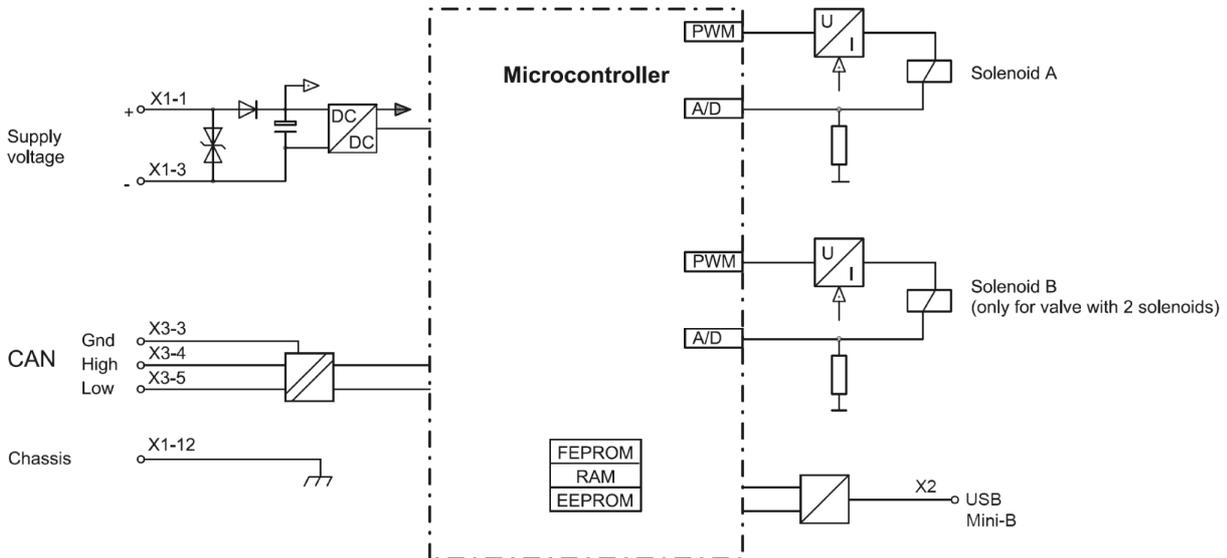 Microcontroller
Supply
voltage
+ X1-1
- X1-3
DC
DC
CAN
Gnd X3-3
High X3-4
Low X3-5
Chassis X1-12
FEPROM
RAM
EEPROM
PWM
U
I
A/D
Solenoid A
PWM
U
I
A/D
Solenoid B
(only for valve with 2 solenoids)
X2
USB
Mini-B